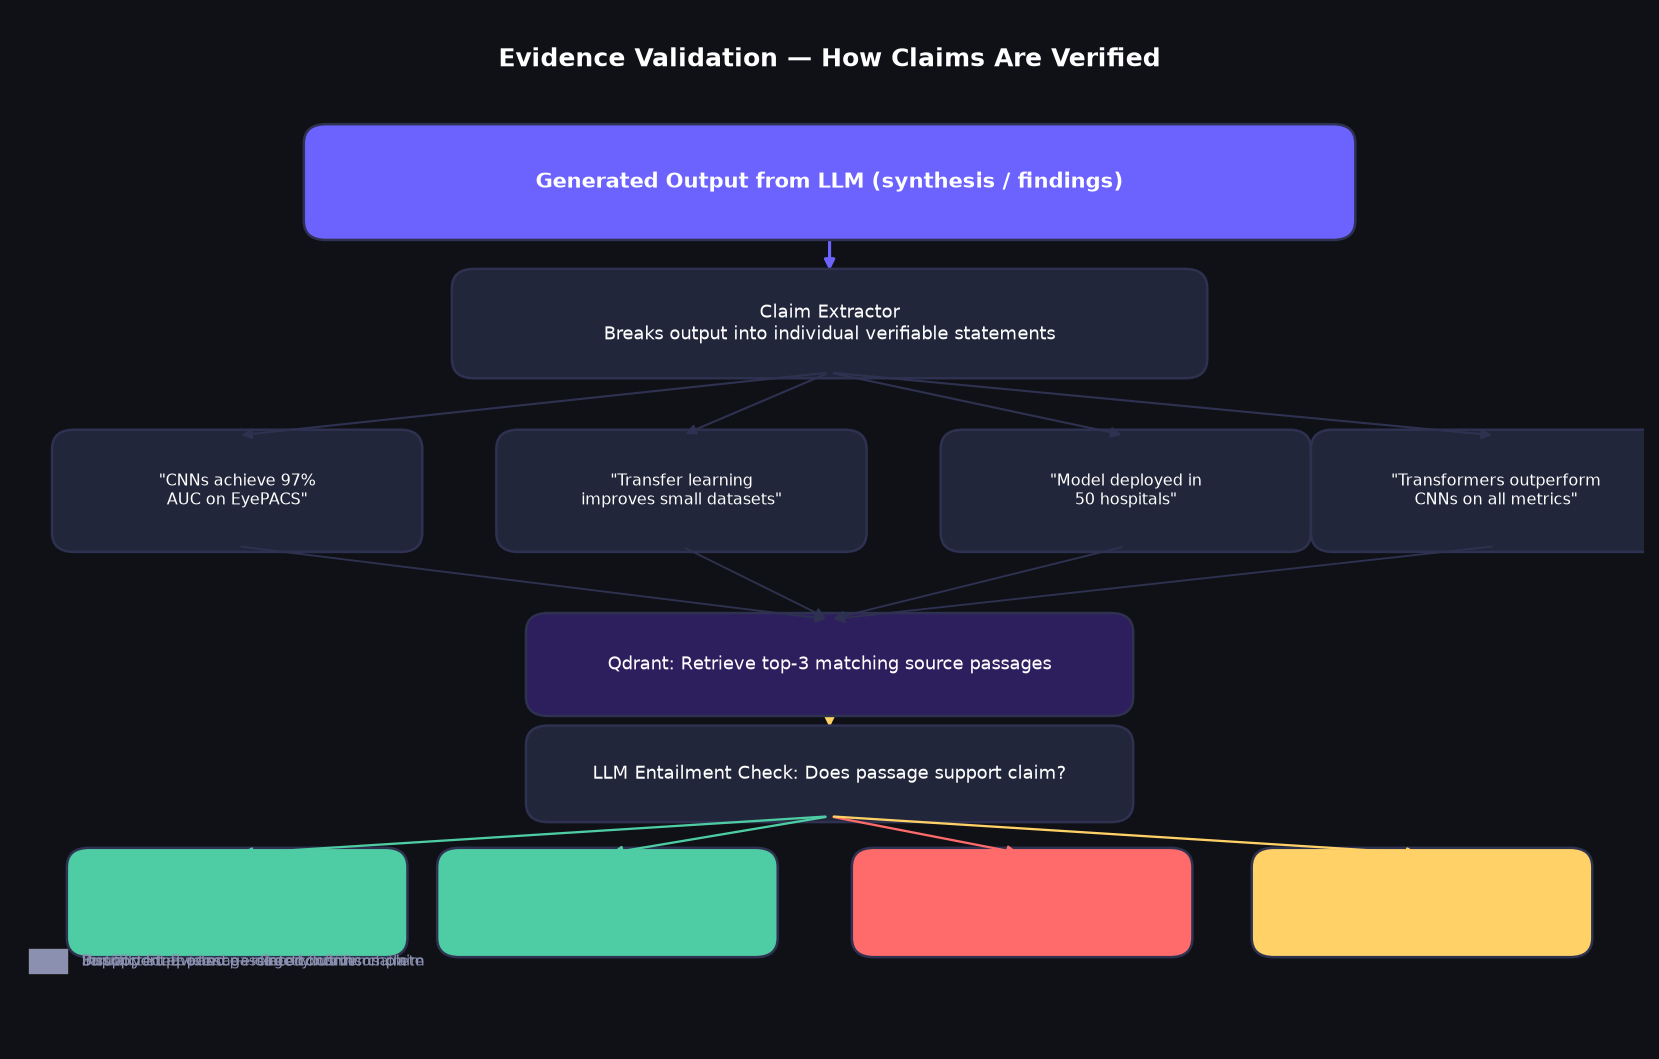 Evidence Validation — How Claims Are Verified
Generated Output from LLM (synthesis / findings)
Claim Extractor
Breaks output into individual verifiable statements
"CNNs achieve 97%
AUC on EyePACS"
"Transfer learning
improves small datasets"
"Model deployed in
50 hospitals"
"Transformers outperform
CNNs on all metrics"
Qdrant: Retrieve top-3 matching source passages
LLM Entailment Check: Does passage support claim?